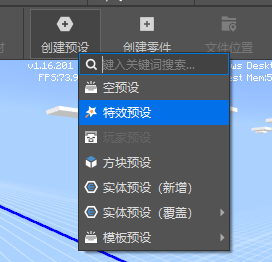 材
创建预设
创建零件
文件位置
键入关键词搜索...
v1.16.201
ws Desk
FPS:73.9
est Mem:5
空预设
特效预设
玩家预设
方块预设
实体预设（新增）
实体预设（覆盖）
模板预设